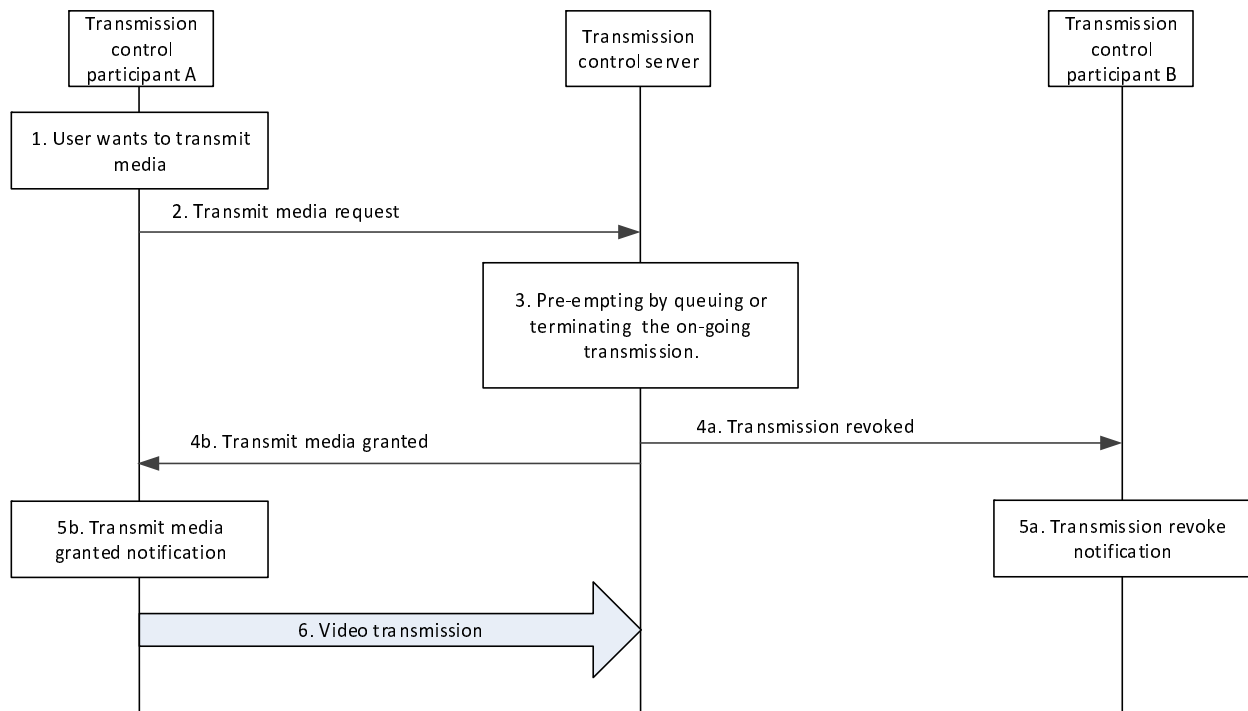 Transmission
control
participant A
Transmission
control server
Transmission
control
participant B
1. User wants to transmit
media
2. Transmit media request
3. Pre-empting by queuing or
terminating the on-going
transmission.
4a. Transmission revoked
4b. Transmit media granted
5b. Transmit media
granted notification
5a. Transmission revoke
notification
6. Video transmission